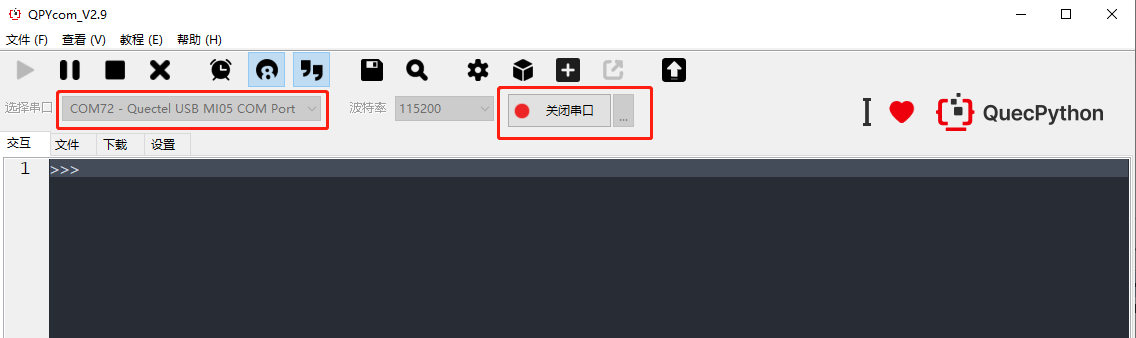 QPYcom_V2.9
文件 (F) 查看 (V) 教程 (E) 帮助 (H)
选择串口 COM72 - Quectel USB MI05 COM Port 波特率 115200 关闭串口 ... I QuecPython
交互 文件 下载 设置
1 >>>